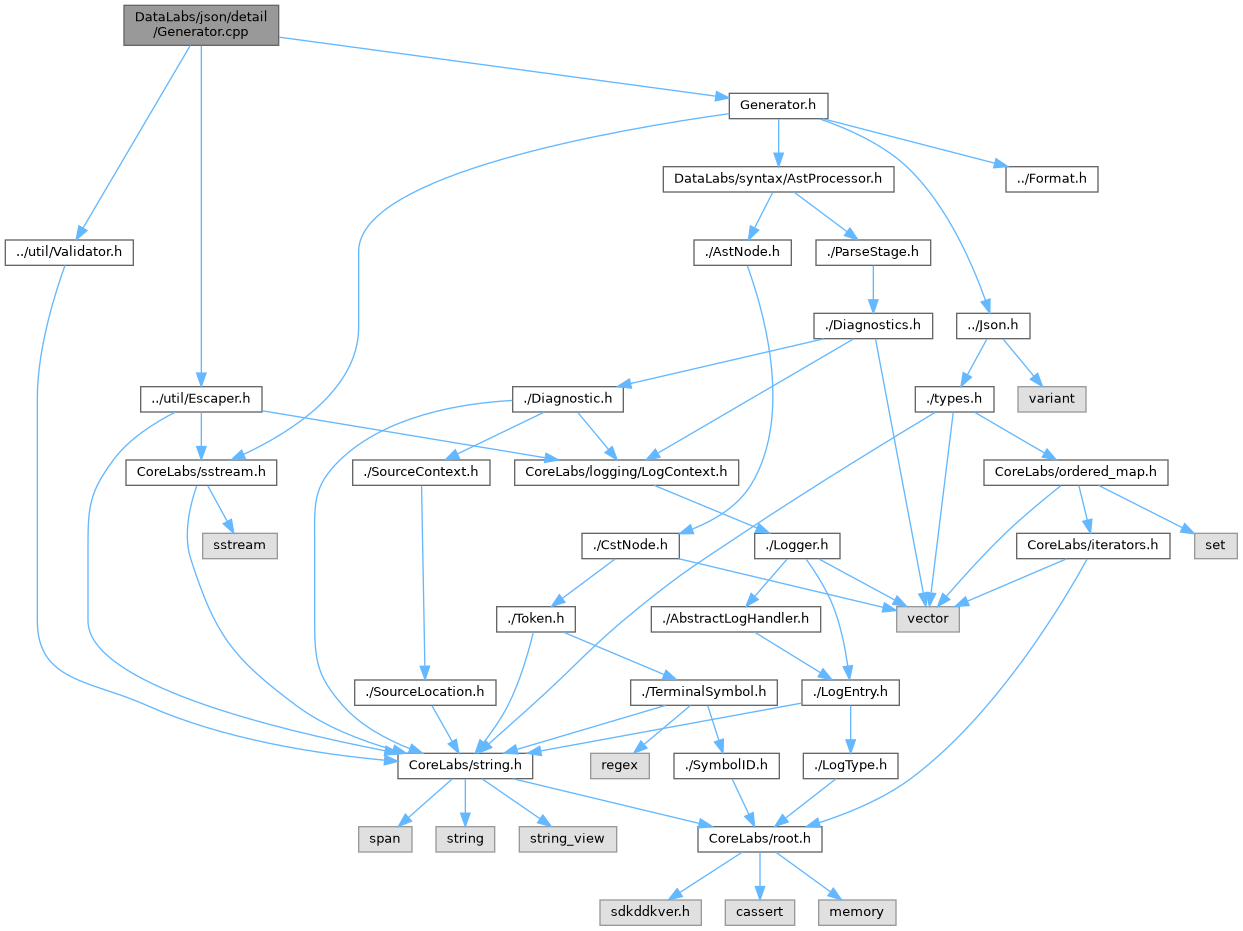 DataLabs/json/detail
/Generator.cpp
Generator.h
DataLabs/syntax/AstProcessor.h
../Format.h
../util/Validator.h
./AstNode.h
./ParseStage.h
./Diagnostics.h
../Json.h
../util/Escaper.h
./Diagnostic.h
./types.h
variant
CoreLabs/sstream.h
./SourceContext.h
CoreLabs/logging/LogContext.h
CoreLabs/ordered_map.h
sstream
./CstNode.h
./Logger.h
CoreLabs/iterators.h
set
./Token.h
./AbstractLogHandler.h
vector
./SourceLocation.h
./TerminalSymbol.h
./LogEntry.h
CoreLabs/string.h
regex
./SymbolID.h
./LogType.h
span
string
string_view
CoreLabs/root.h
sdkddkver.h
cassert
memory